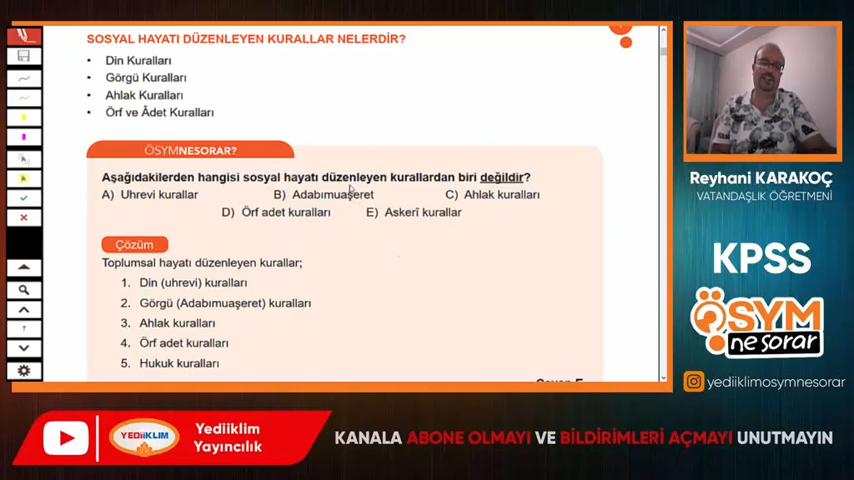 SOSYAL HAYATI DÜZENLEYEN KURALLAR NELERDİR?
• Din Kuralları
• Görgü Kuralları
• Ahlak Kuralları
• Örf ve Âdet Kuralları
ÖSYMNESORAR?
Aşağıdakilerden hangisi sosyal hayatı düzenleyen kurallardan biri değildir?
A) Uhrevi kurallar B) Adabımuaşeret C) Ahlak kuralları
D) Örf adet kuralları E) Askerî kurallar
Çözüm
Toplumsal hayatı düzenleyen kurallar;
1. Din (uhrevi) kuralları
2. Görgü (Adabımuaşeret) kuralları
3. Ahlak kuralları
4. Örf adet kuralları
5. Hukuk kuralları
Reyhani KARAKOÇ
VATANDAŞLIK ÖĞRETMENİ
KPSS
ÖSYM
ne sorar
yediiklimosymnesorar
YEDİİKLİM
Yediiklim
Yayıncılık
KANALA ABONE OLMAYI VE BİLDİRİMLERİ AÇMAYI UNUTMAYIN